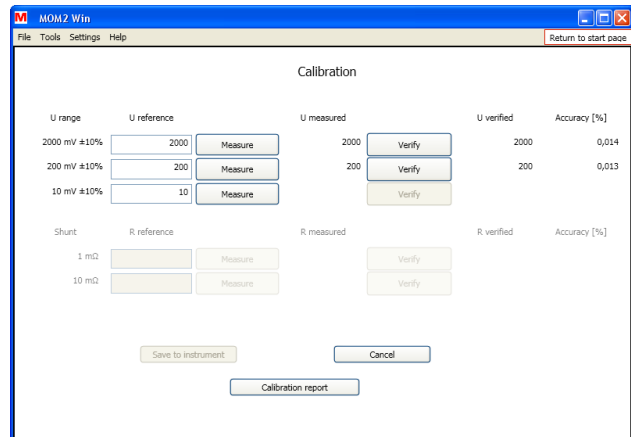 M MOM2 Win
File Tools Settings Help Return to start page
Calibration
U range U reference U measured U verified Accuracy [%]
2000 mV ±10% 2000 Measure 2000 Verify 2000 0,014
200 mV ±10% 200 Measure 200 Verify 200 0,013
10 mV ±10% 10 Measure Verify
Shunt R reference R measured R verified Accuracy [%]
1 mΩ Measure Verify
10 mΩ Measure Verify
Save to instrument Cancel
Calibration report